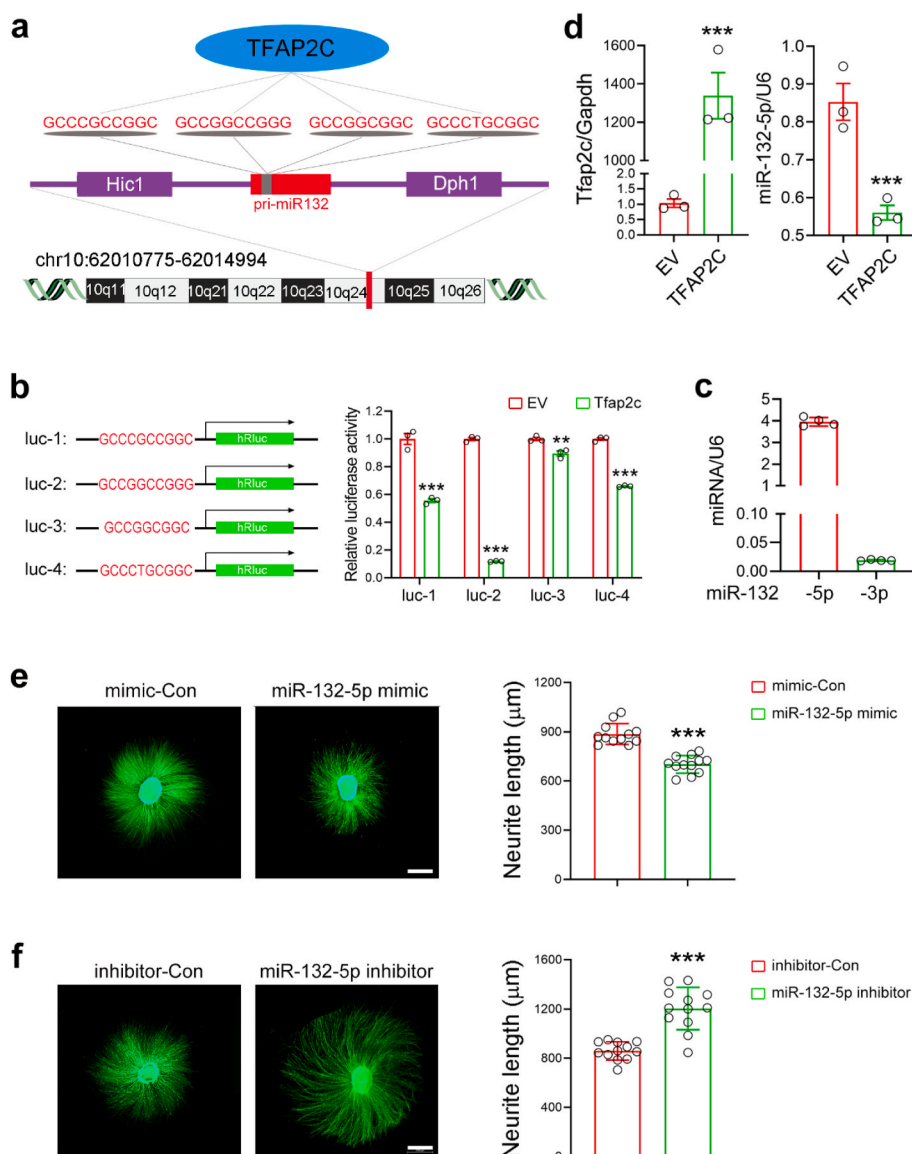 a
TFAP2C
GCCCGCCGGC GCCGGCCGGG GCCGGCGGC GCCCTGCGGC
Hic1
pri-miR132
Dph1
chr10:62010775-62014994
10q11 10q12 10q21 10q22 10q23 10q24 10q25 10q26
d
Tfap2c/Gapdh
1600
1400
1200
1000
2.0
1.5
1.0
0.5
0.0
***
EV
TFAP2C
miR-132-5p/U6
1.0
0.9
0.8
0.7
0.6
0.5
***
EV
TFAP2C
b
luc-1: GCCCGCCGGC hRluc
luc-2: GCCGGCCGGG hRluc
luc-3: GCCGGCGGC hRluc
luc-4: GCCCTGCGGC hRluc
EV Tfap2c
Relative luciferase activity
1.2
1.0
0.8
0.6
0.4
0.2
0.0
***
***
**
***
luc-1 luc-2 luc-3 luc-4
c
miRNA/U6
5
4
3
2
1
0.10
0.05
0.00
miR-132 -5p -3p
e
mimic-Con miR-132-5p mimic
Neurite length (μm)
1200
900
600
300
0
***
mimic-Con
miR-132-5p mimic
f
inhibitor-Con miR-132-5p inhibitor
Neurite length (μm)
1600
1200
800
400
***
inhibitor-Con
miR-132-5p inhibitor